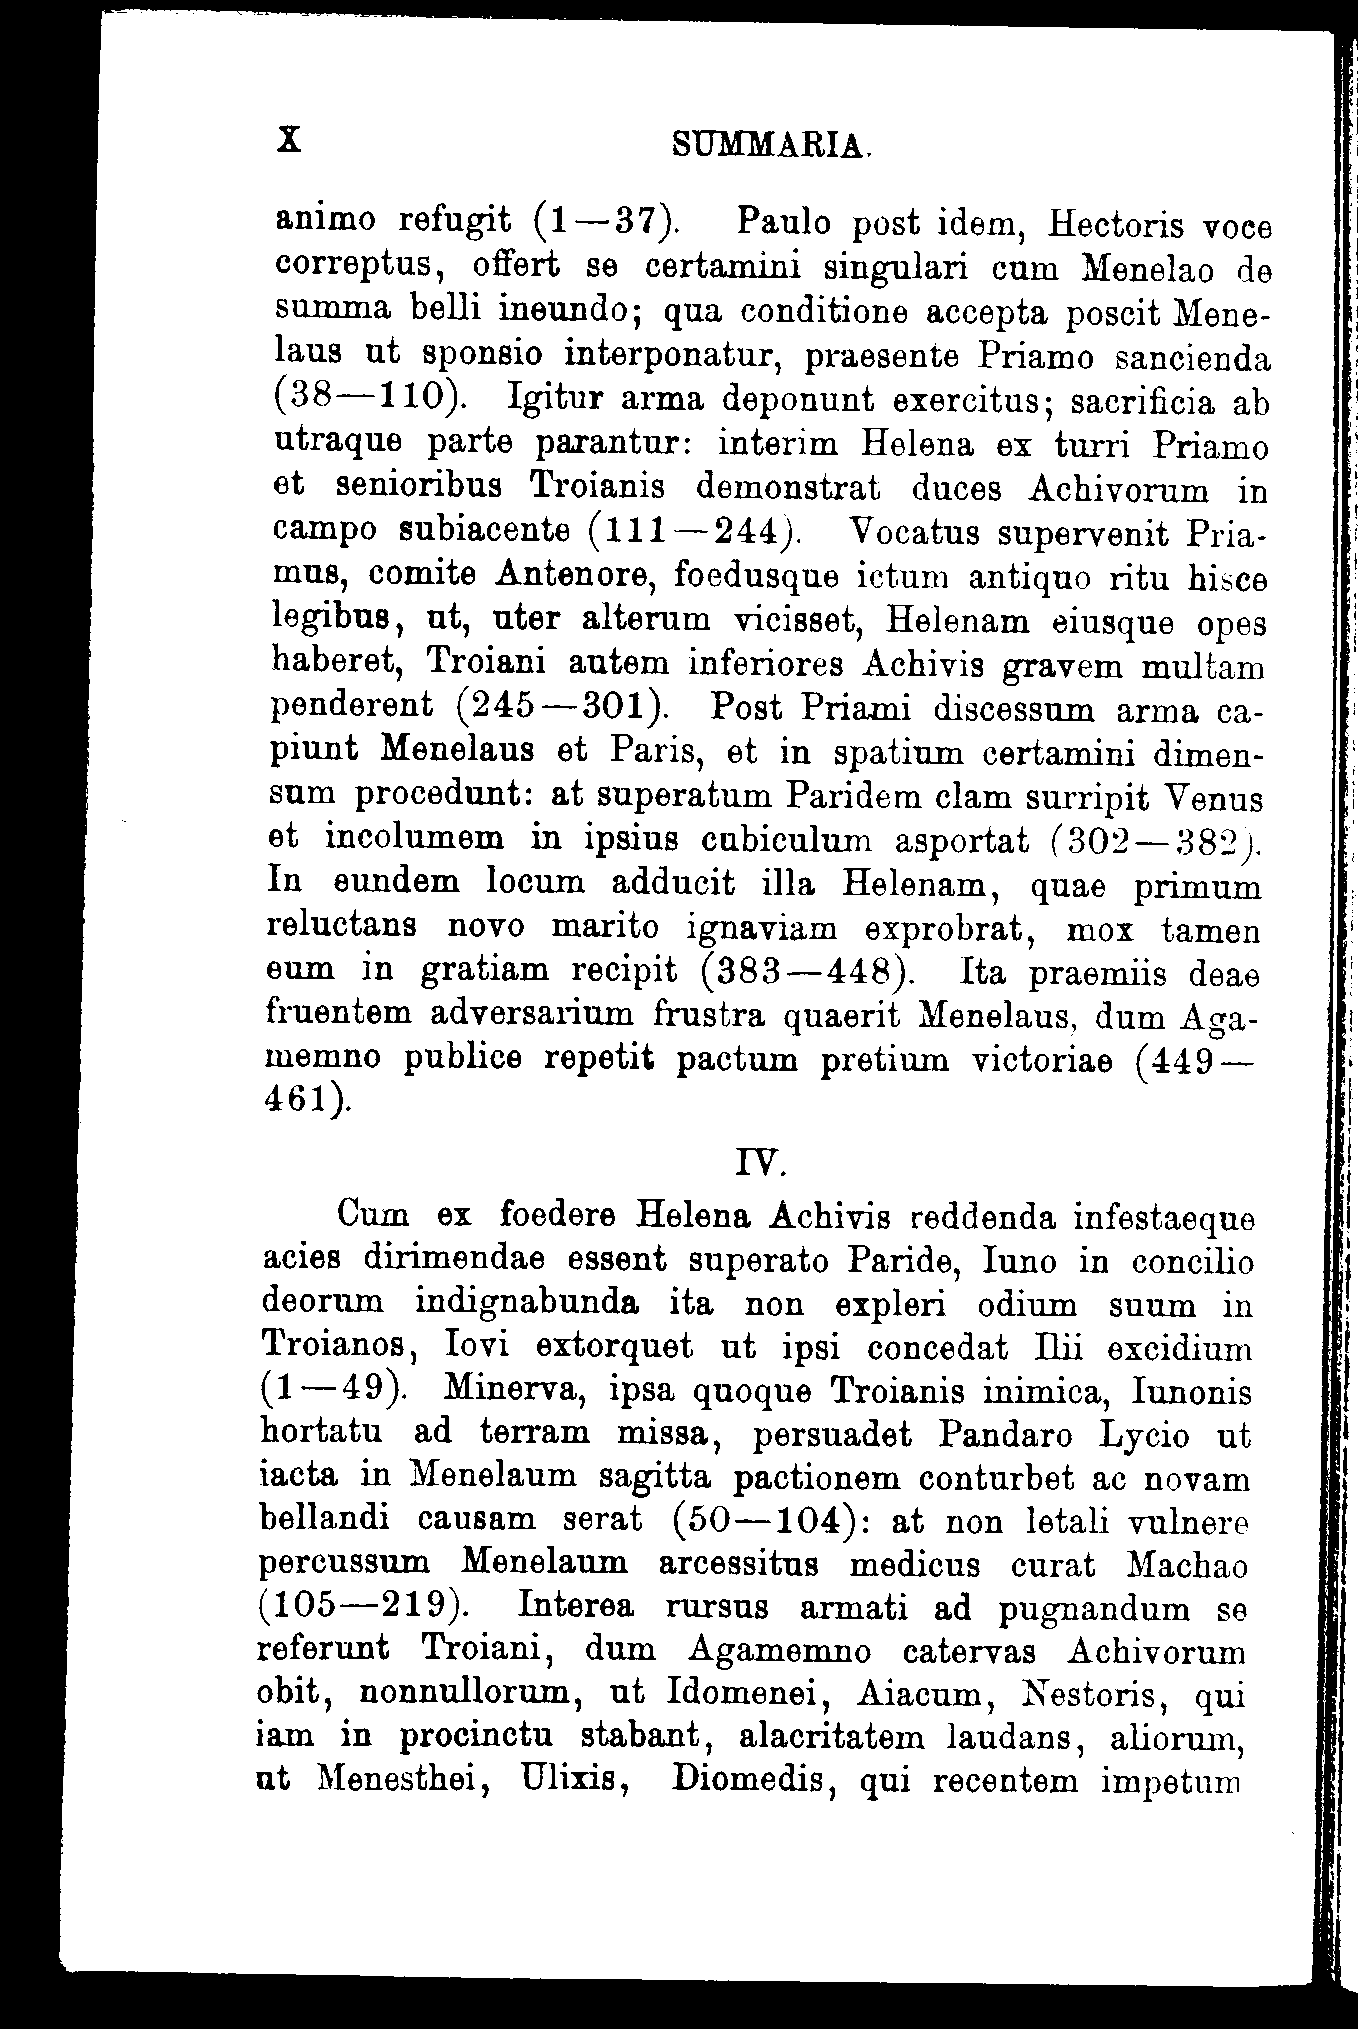 X SUMMARIA.
animo refugit (1—37). Paulo post idem, Hectoris voce
correptus, offert se certamini singulari cum Menelao de
summa belli ineundo; qua conditione accepta poscit Mene-
laus ut sponsio interponatur, praesente Priamo sancienda
(38—110). Igitur arma deponunt exercitus; sacrificia ab
utraque parte parantur: interim Helena ex turri Priamo
et senioribus Troianis demonstrat duces Achivorum in
campo subiacente (111—244). Vocatus supervenit Pria-
mus, comite Antenore, foedusque ictum antiquo ritu hisce
legibus, ut, uter alterum vicisset, Helenam eiusque opes
haberet, Troiani autem inferiores Achivis gravem multam
penderent (245—301). Post Priami discessum arma ca-
piunt Menelaus et Paris, et in spatium certamini dimen-
sum procedunt: at superatum Paridem clam surripit Venus
et incolumem in ipsius cubiculum asportat (302—382).
In eundem locum adducit illa Helenam, quae primum
reluctans novo marito ignaviam exprobrat, mox tamen
eum in gratiam recipit (383—448). Ita praemiis deae
fruentem adversarium frustra quaerit Menelaus, dum Aga-
memno publice repetit pactum pretium victoriae (449—
461).
IV.
Cum ex foedere Helena Achivis reddenda infestaeque
acies dirimendae essent superato Paride, Iuno in concilio
deorum indignabunda ita non expleri odium suum in
Troianos, Iovi extorquet ut ipsi concedat Ilii excidium
(1—49). Minerva, ipsa quoque Troianis inimica, Iunonis
hortatu ad terram missa, persuadet Pandaro Lycio ut
iacta in Menelaum sagitta pactionem conturbet ac novam
bellandi causam serat (50—104): at non letali vulnere
percussum Menelaum arcessitus medicus curat Machao
(105—219). Interea rursus armati ad pugnandum se
referunt Troiani, dum Agamemno catervas Achivorum
obit, nonnullorum, ut Idomenei, Aiacum, Nestoris, qui
iam in procinctu stabant, alacritatem laudans, aliorum,
ut Menesthei, Ulixis, Diomedis, qui recentem impetum